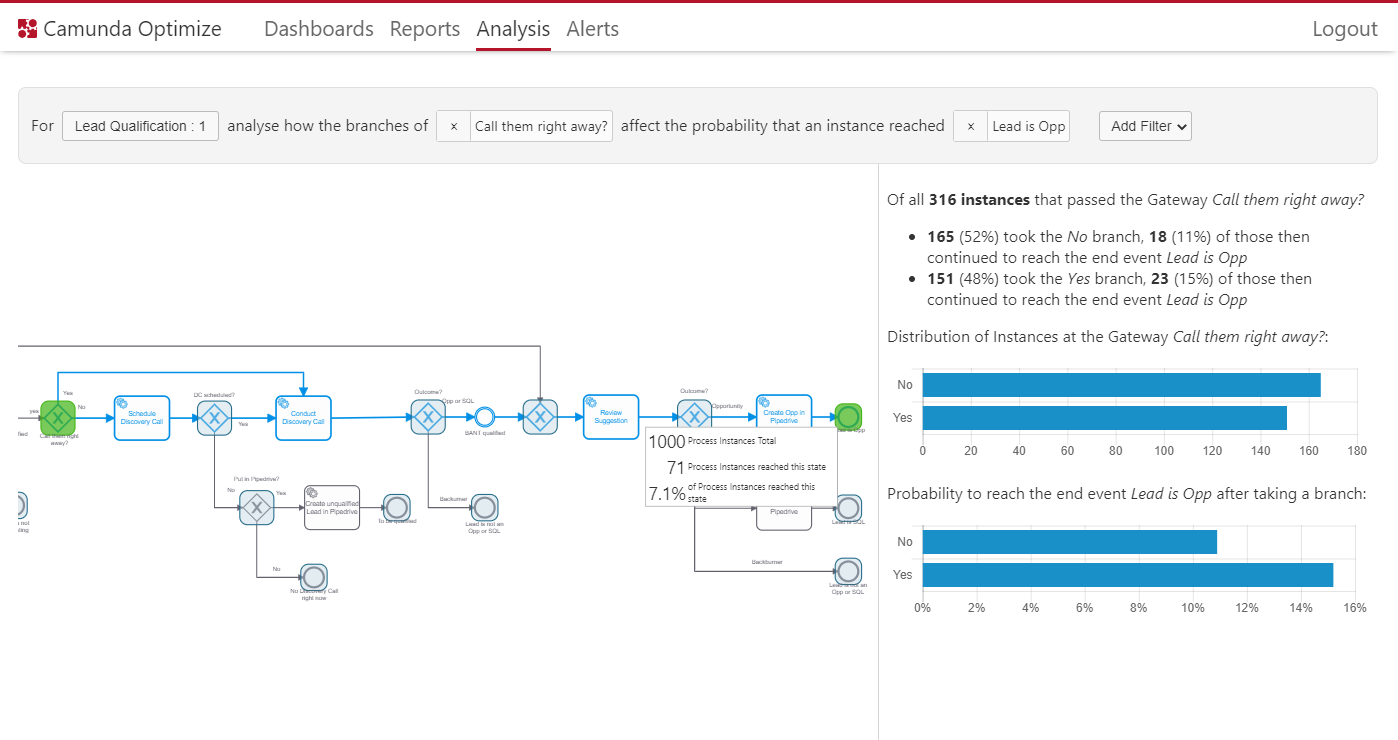 Camunda Optimize Dashboards Reports Analysis Alerts Logout
For Lead Qualification : 1 analyse how the branches of × Call them right away? affect the probability that an instance reached × Lead is Opp Add Filter
Of all 316 instances that passed the Gateway Call them right away?
165 (52%) took the No branch, 18 (11%) of those then
continued to reach the end event Lead is Opp
151 (48%) took the Yes branch, 23 (15%) of those then
continued to reach the end event Lead is Opp
Distribution of Instances at the Gateway Call them right away?:
No
Yes
0 20 40 60 80 100 120 140 160 180
Probability to reach the end event Lead is Opp after taking a branch:
No
Yes
0% 2% 4% 6% 8% 10% 12% 14% 16%
Yes
yes
No
Call them right
away?
Schedule
Discovery Call
DC scheduled?
Yes
Conduct
Discovery Call
Outcome?
Opp or SQL
BANT qualified
Review
Suggestion
Outcome?
Opportunity
Create Opp in
Pipedrive
1000 Process Instances Total
71 Process Instances reached this state
7.1% of Process Instances reached this
state
Pipedrive
Lead is SQL
Put in Pipedrive?
No
Yes
Create unqualified
Lead in Pipedrive
To be qualified
Backburner
Lead is not an
Opp or SQL
not
No
No Discovery Call
right now
Backburner
Lead is not an
Opp or SQL